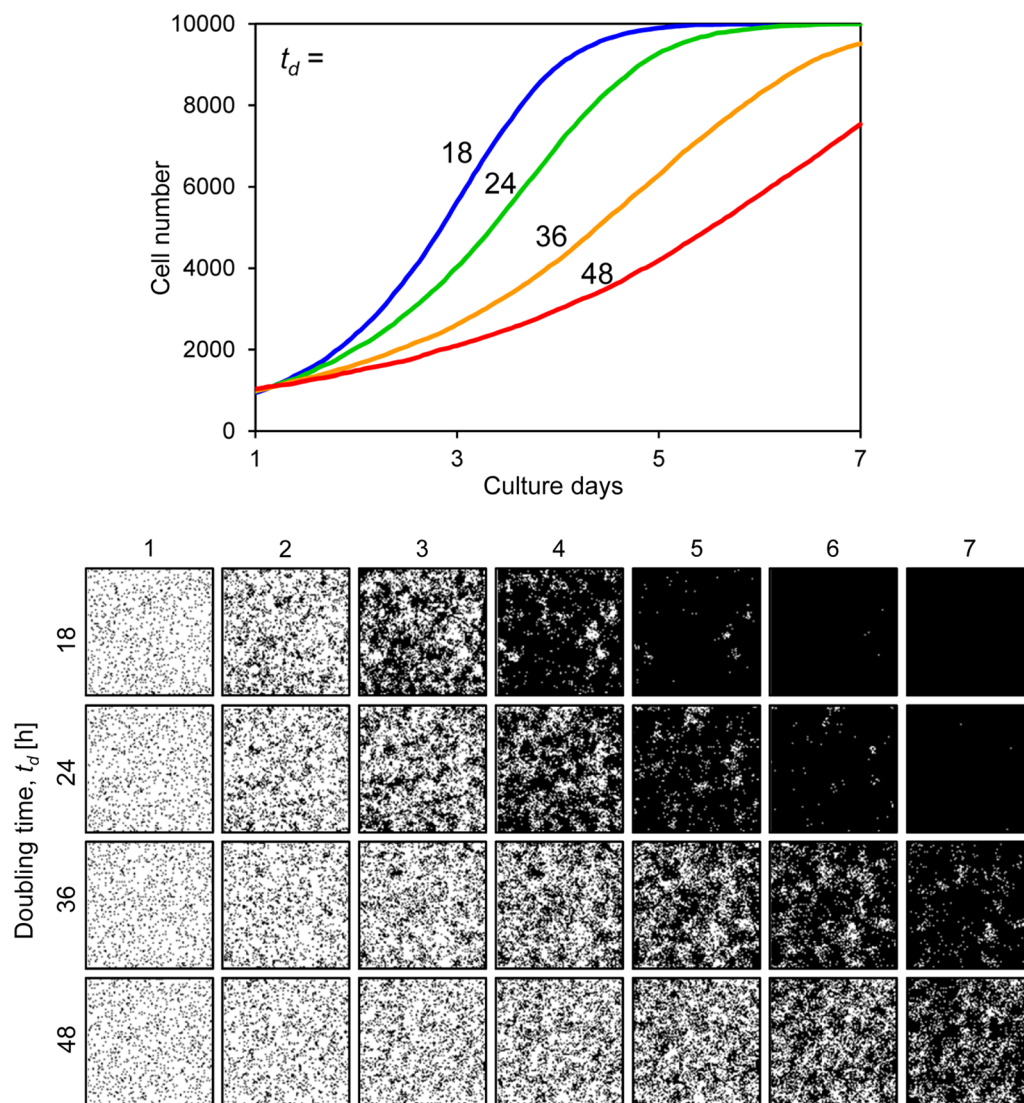 10000
t_d =
8000
18
6000
24
Cell number
36
4000
48
2000
0
1 3 5 7
Culture days
1 2 3 4 5 6 7
18
24
Doubling time, t_d [h]
36
48